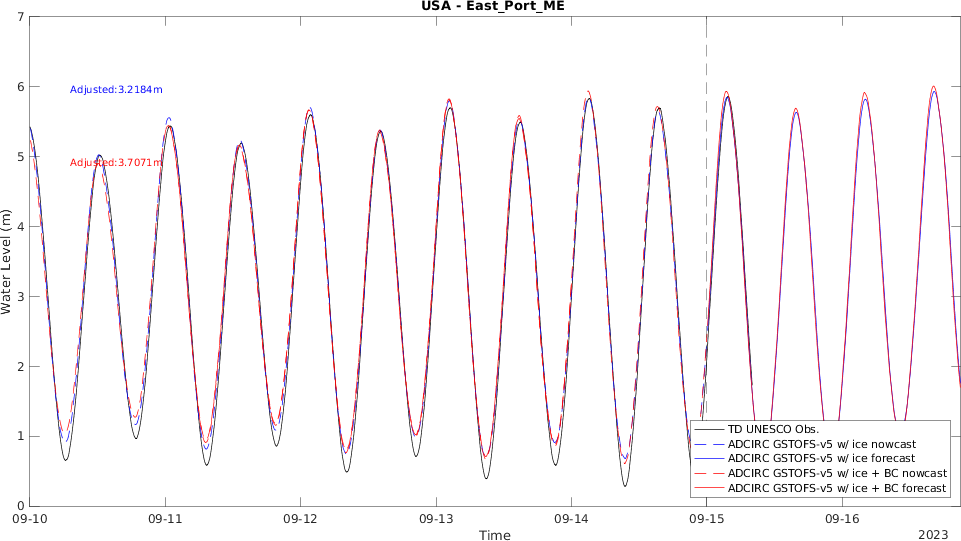 USA - East_Port_ME
7
6
5
4
3
2
1
0
Water Level (m)
Adjusted:3.2184m
Adjusted:3.7071m
TD UNESCO Obs.
ADCIRC GSTOFS-v5 w/ ice nowcast
ADCIRC GSTOFS-v5 w/ ice forecast
ADCIRC GSTOFS-v5 w/ ice + BC nowcast
ADCIRC GSTOFS-v5 w/ ice + BC forecast
09-10 09-11 09-12 09-13 09-14 09-15 09-16
Time
2023